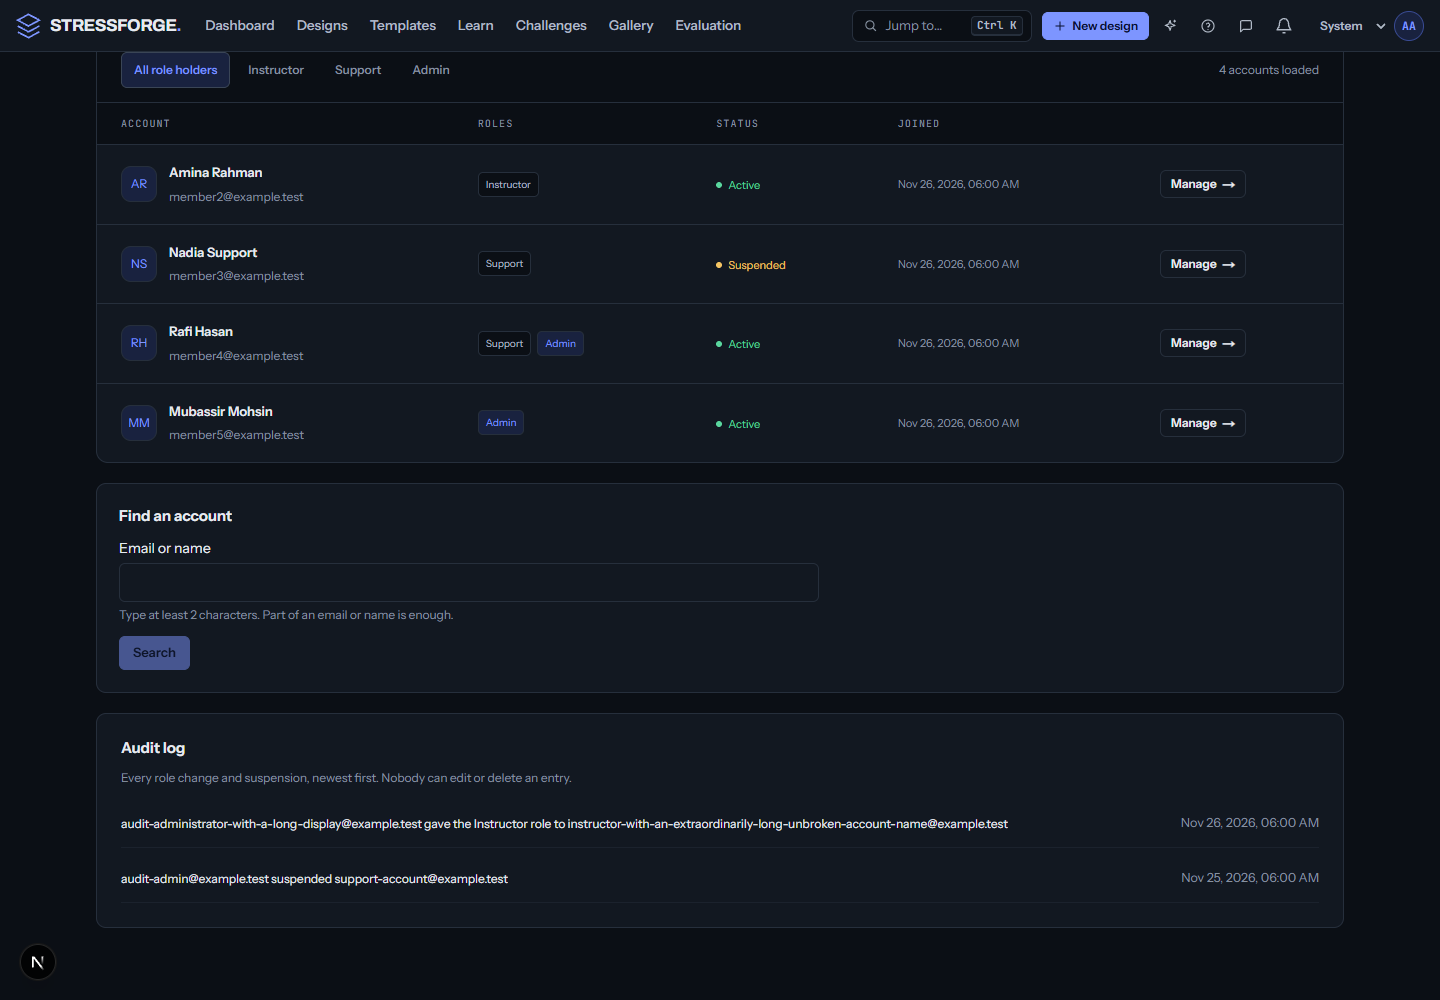 STRESSFORGE. Dashboard Designs Templates Learn Challenges Gallery Evaluation Jump to... Ctrl K + New design System AA
All role holders Instructor Support Admin 4 accounts loaded
ACCOUNT ROLES STATUS JOINED
AR Amina Rahman Instructor Active Nov 26, 2026, 06:00 AM Manage →
member2@example.test
NS Nadia Support Support Suspended Nov 26, 2026, 06:00 AM Manage →
member3@example.test
RH Rafi Hasan Support Admin Active Nov 26, 2026, 06:00 AM Manage →
member4@example.test
MM Mubassir Mohsin Admin Active Nov 26, 2026, 06:00 AM Manage →
member5@example.test
Find an account
Email or name
Type at least 2 characters. Part of an email or name is enough.
Search
Audit log
Every role change and suspension, newest first. Nobody can edit or delete an entry.
audit-administrator-with-a-long-display@example.test gave the Instructor role to instructor-with-an-extraordinarily-long-unbroken-account-name@example.test Nov 26, 2026, 06:00 AM
audit-admin@example.test suspended support-account@example.test Nov 25, 2026, 06:00 AM
N